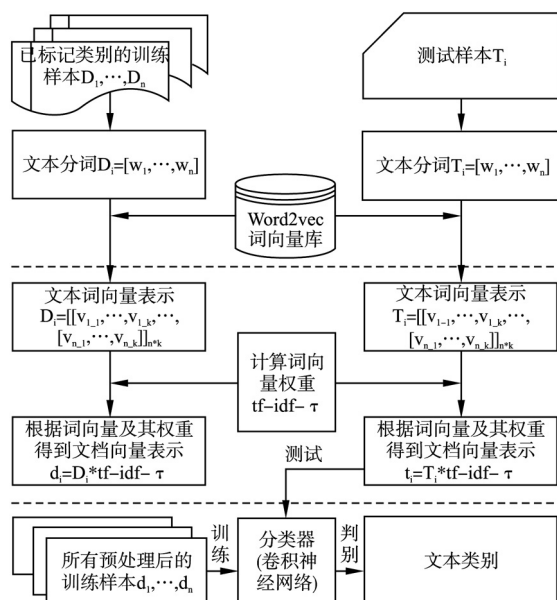 已标记类别的训练
样本D₁,⋯,Dₙ
测试样本Tᵢ
文本分词Dᵢ=[w₁,⋯,wₙ]
文本分词Tᵢ=[w₁,⋯,wₙ]
Word2vec
词向量库
文本词向量表示
Dᵢ=[[v₁_₁,⋯,v₁_ₖ,⋯,
[vₙ_₁,⋯,vₙ_ₖ]]ₙ*ₖ
文本词向量表示
Tᵢ=[[v₁₋₁,⋯,v₁_ₖ,⋯,
[vₙ_₁,⋯,vₙ_ₖ]]ₙ*ₖ
计算词向
量权重
tf-idf-τ
根据词向量及其权重
得到文档向量表示
dᵢ=Dᵢ*tf-idf-τ
根据词向量及其权重
得到文档向量表示
tᵢ=Tᵢ*tf-idf-τ
测试
所有预处理后的
训练样本d₁,⋯,dₙ
训
练
分类器
(卷积神
经网络)
判
别
文本类别